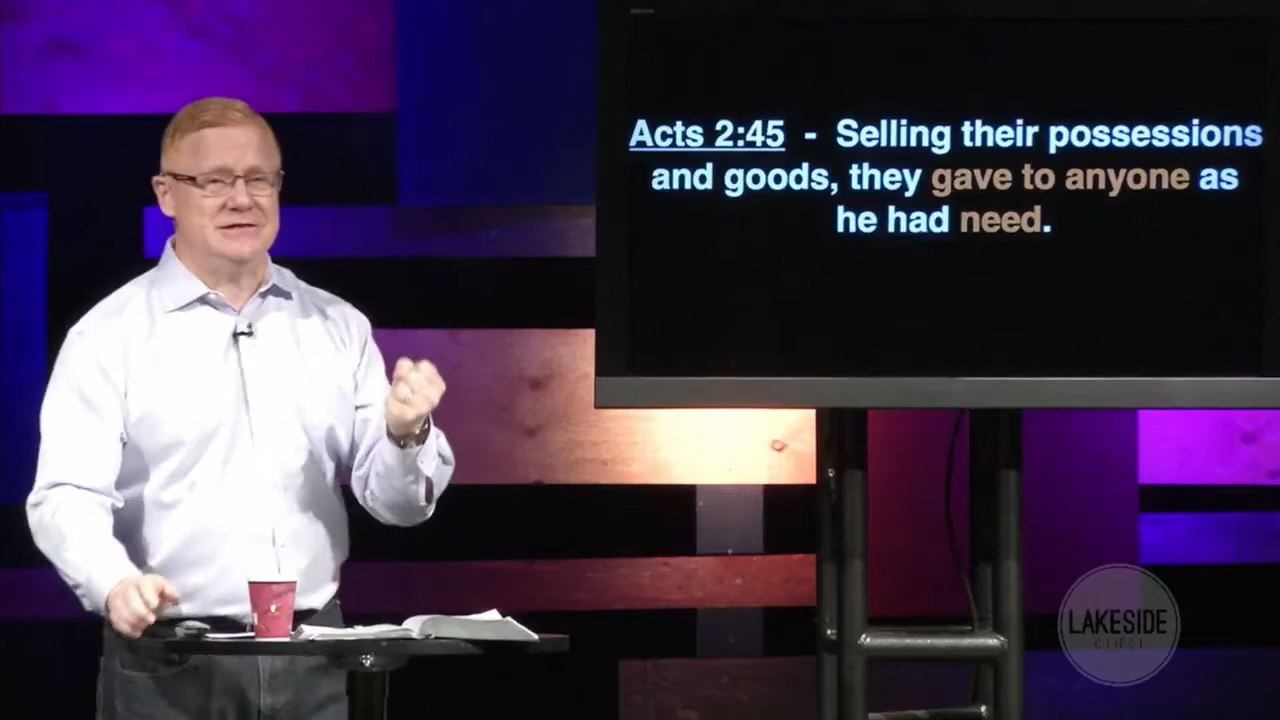 Acts 2:45 - Selling their possessions
and goods, they gave to anyone as
he had need.
LAKESIDE